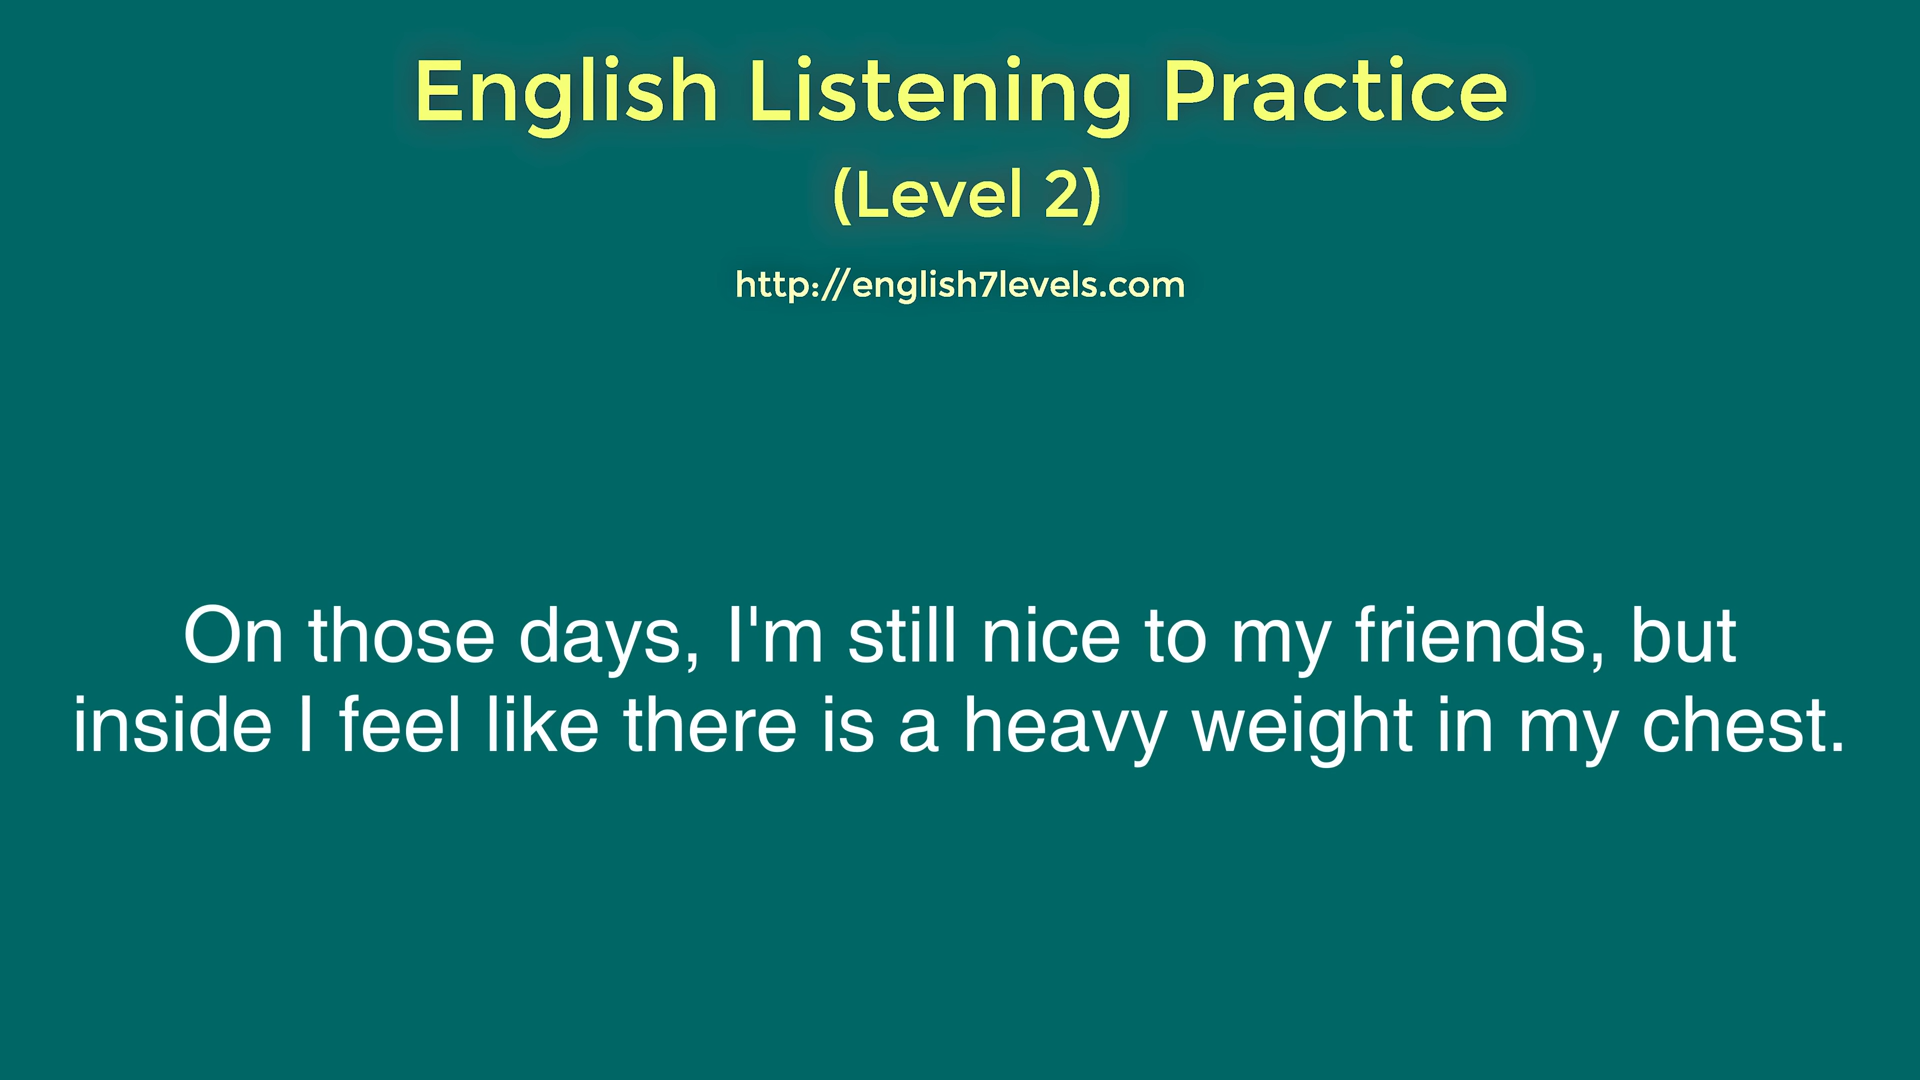 English Listening Practice
(Level 2)
http://english7levels.com
On those days, I'm still nice to my friends, but
inside I feel like there is a heavy weight in my chest.